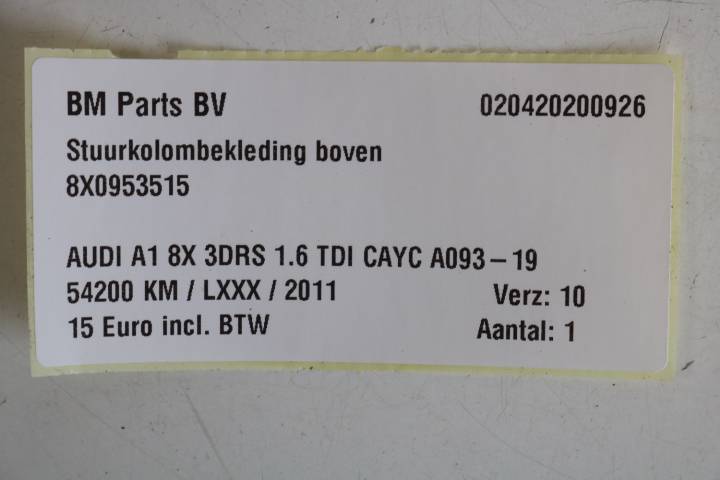 BM Parts BV 020420200926
Stuurkolombekleding boven
8X0953515
AUDI A1 8X 3DRS 1.6 TDI CAYC A093-19
54200 KM / LXXX / 2011 Verz: 10
15 Euro incl. BTW Aantal: 1